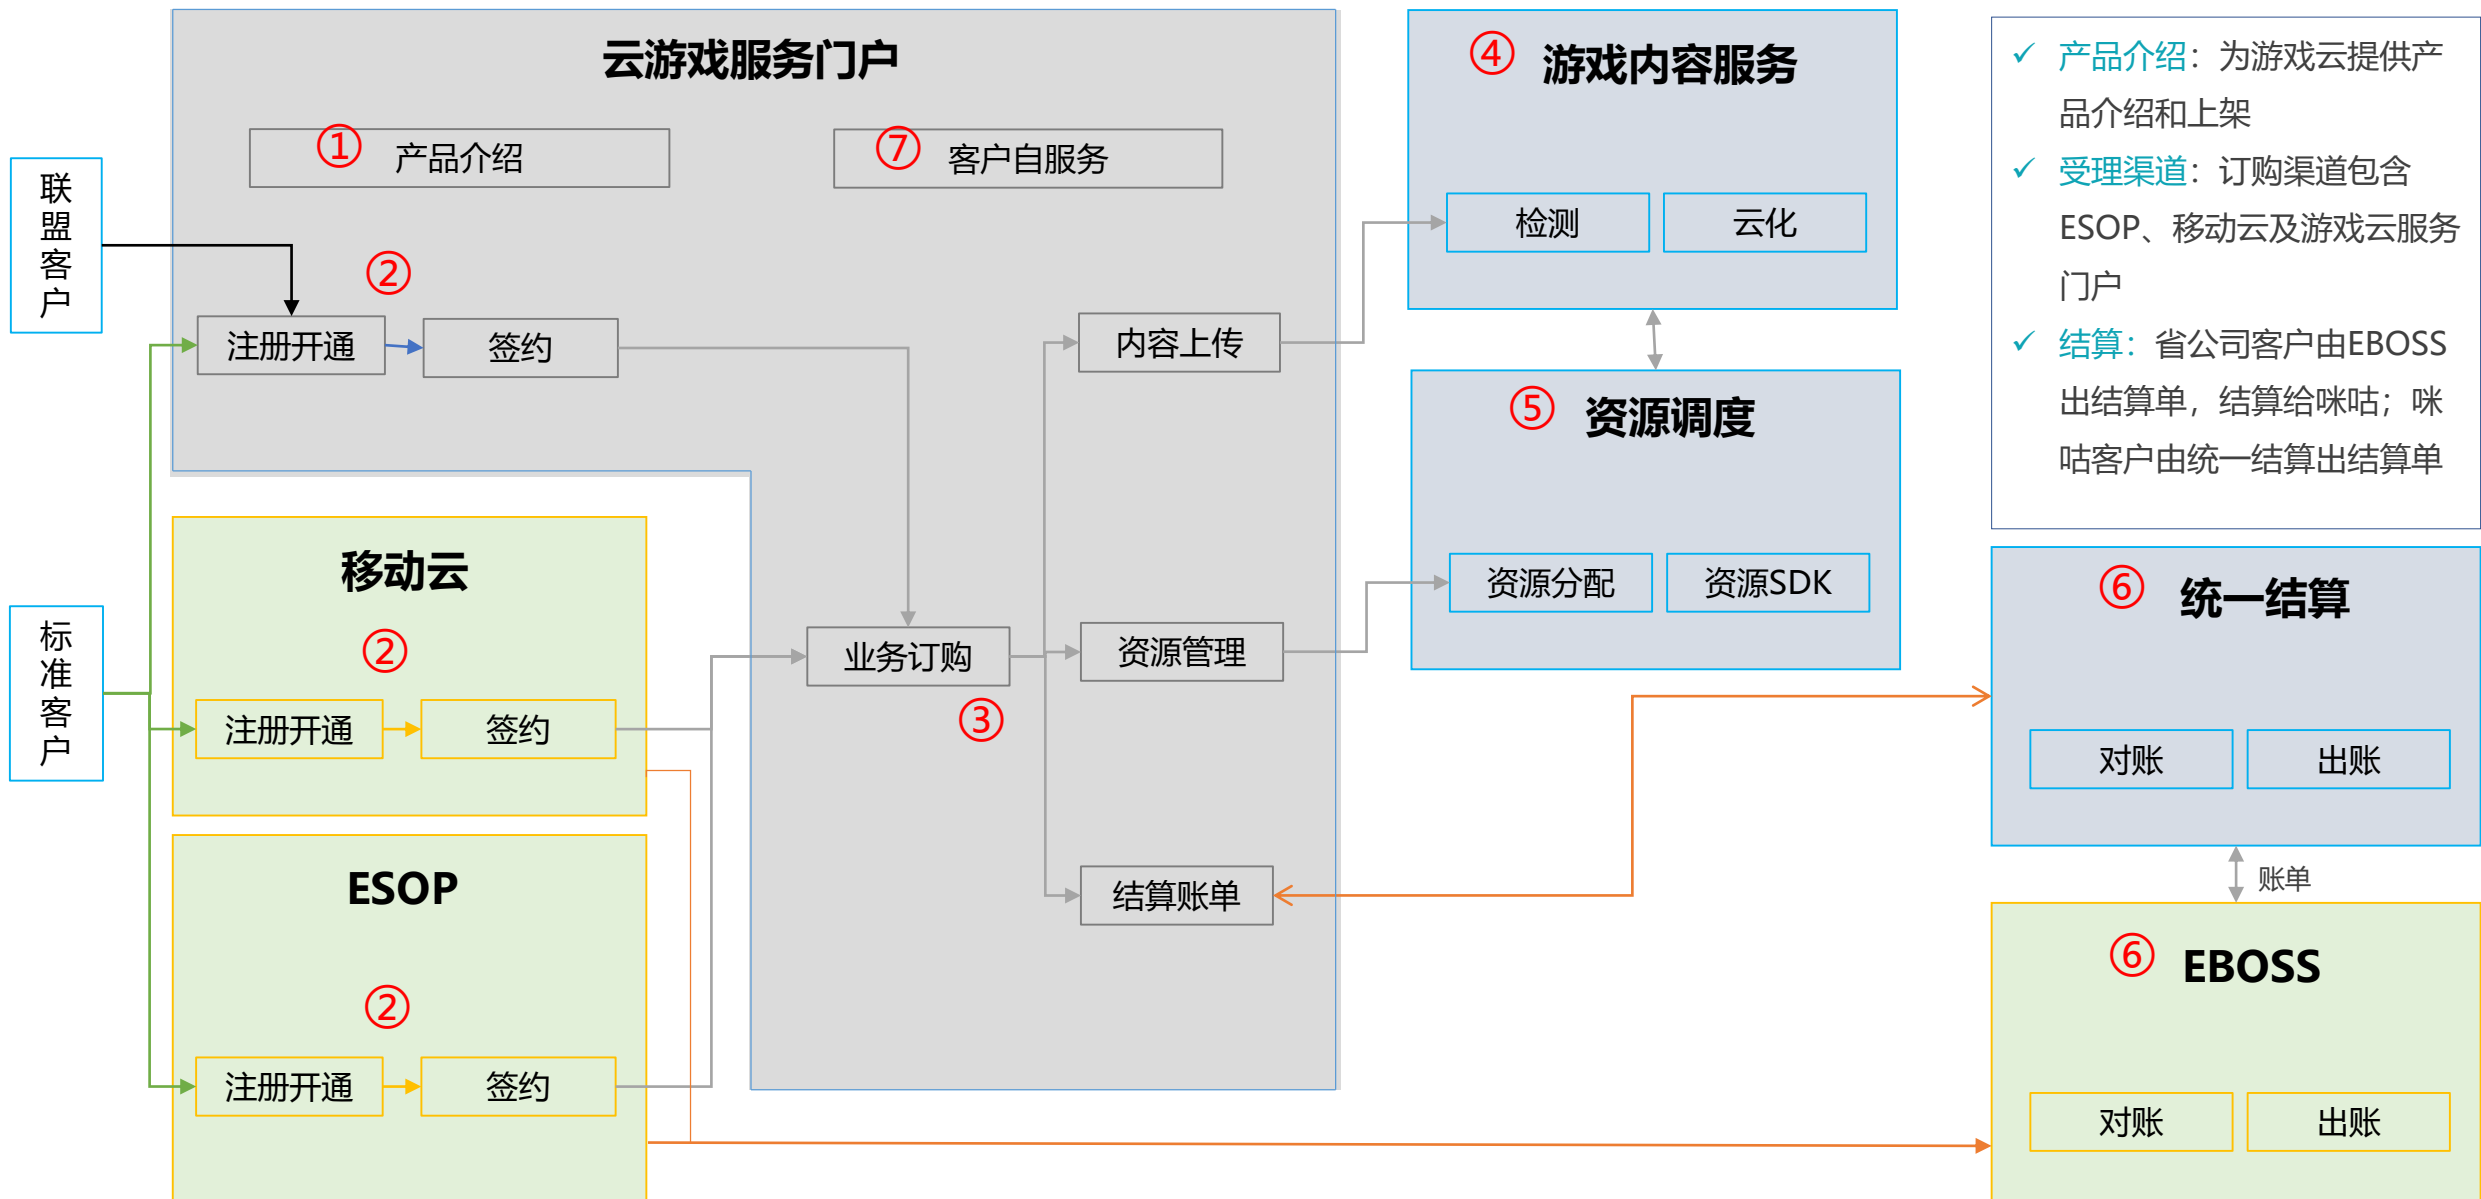 云游戏服务门户
① 产品介绍
⑦ 客户自服务
联盟客户
②
注册开通
签约
内容上传
标准客户
移动云
②
注册开通
签约
业务订购
③
资源管理
ESOP
②
注册开通
签约
结算账单
④ 游戏内容服务
检测
云化
⑤ 资源调度
资源分配
资源SDK
✓ 产品介绍：为游戏云提供产
品介绍和上架
✓ 受理渠道：订购渠道包含
ESOP、移动云及游戏云服务
门户
✓ 结算：省公司客户由EBOSS
出结算单，结算给咪咕；咪
咕客户由统一结算出结算单
⑥ 统一结算
对账
出账
账单
⑥ EBOSS
对账
出账